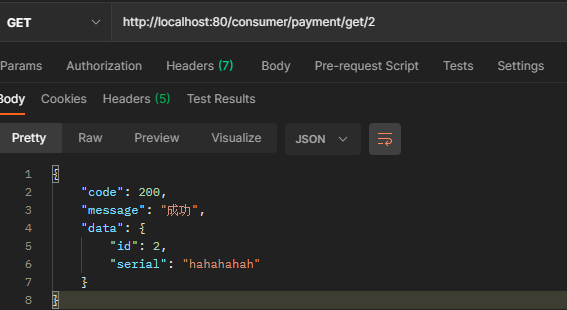 GET http://localhost:80/consumer/payment/get/2
Params Authorization Headers (7) Body Pre-request Script Tests Settings
Body Cookies Headers (5) Test Results
Pretty Raw Preview Visualize JSON
1 {
2 "code": 200,
3 "message": "成功",
4 "data": {
5 "id": 2,
6 "serial": "hahahahah"
7 }
8 }